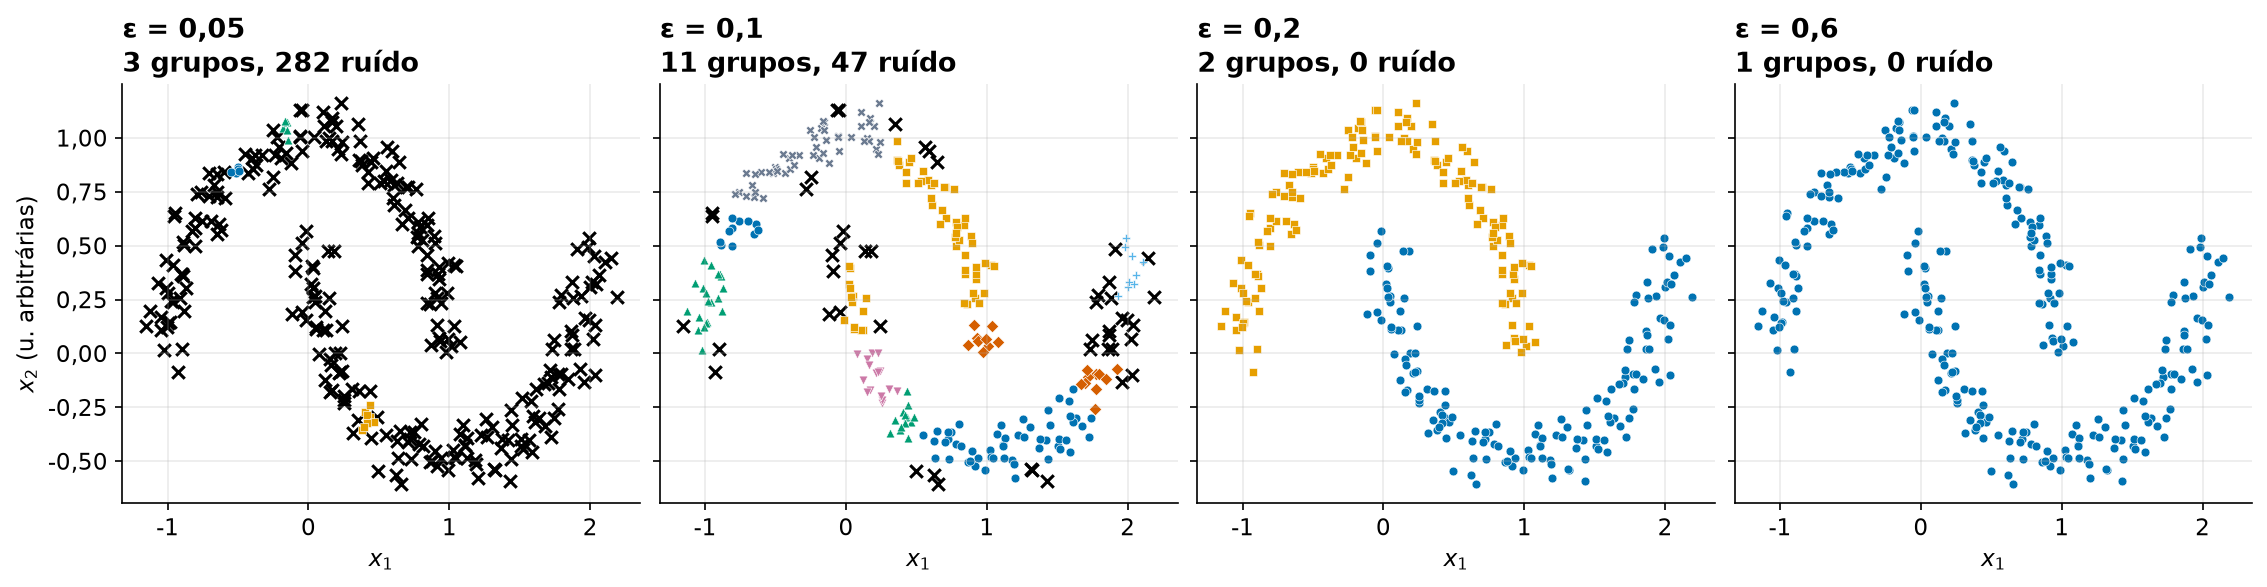 ε = 0,05
3 grupos, 282 ruído
ε = 0,1
11 grupos, 47 ruído
ε = 0,2
2 grupos, 0 ruído
ε = 0,6
1 grupos, 0 ruído
x₂ (u. arbitrárias)
1,00
0,75
0,50
0,25
0,00
-0,25
-0,50
-1 0 1 2
-1 0 1 2
-1 0 1 2
-1 0 1 2
x₁
x₁
x₁
x₁